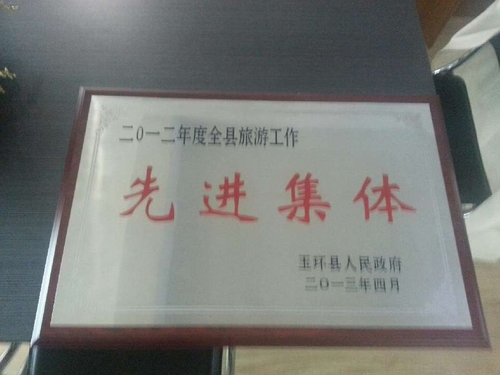 二〇一二年度全县旅游工作
先进集体
玉环县人民政府
二〇一三年四月